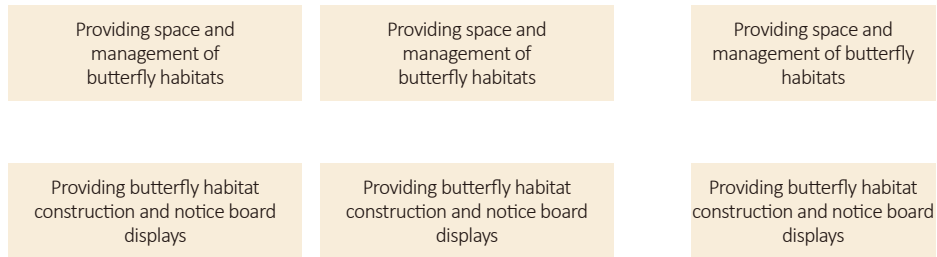 Providing space and
management of
butterfly habitats
Providing space and
management of
butterfly habitats
Providing space and
management of butterfly
habitats
Providing butterfly habitat
construction and notice board
displays
Providing butterfly habitat
construction and notice board
displays
Providing butterfly habitat
construction and notice board
displays